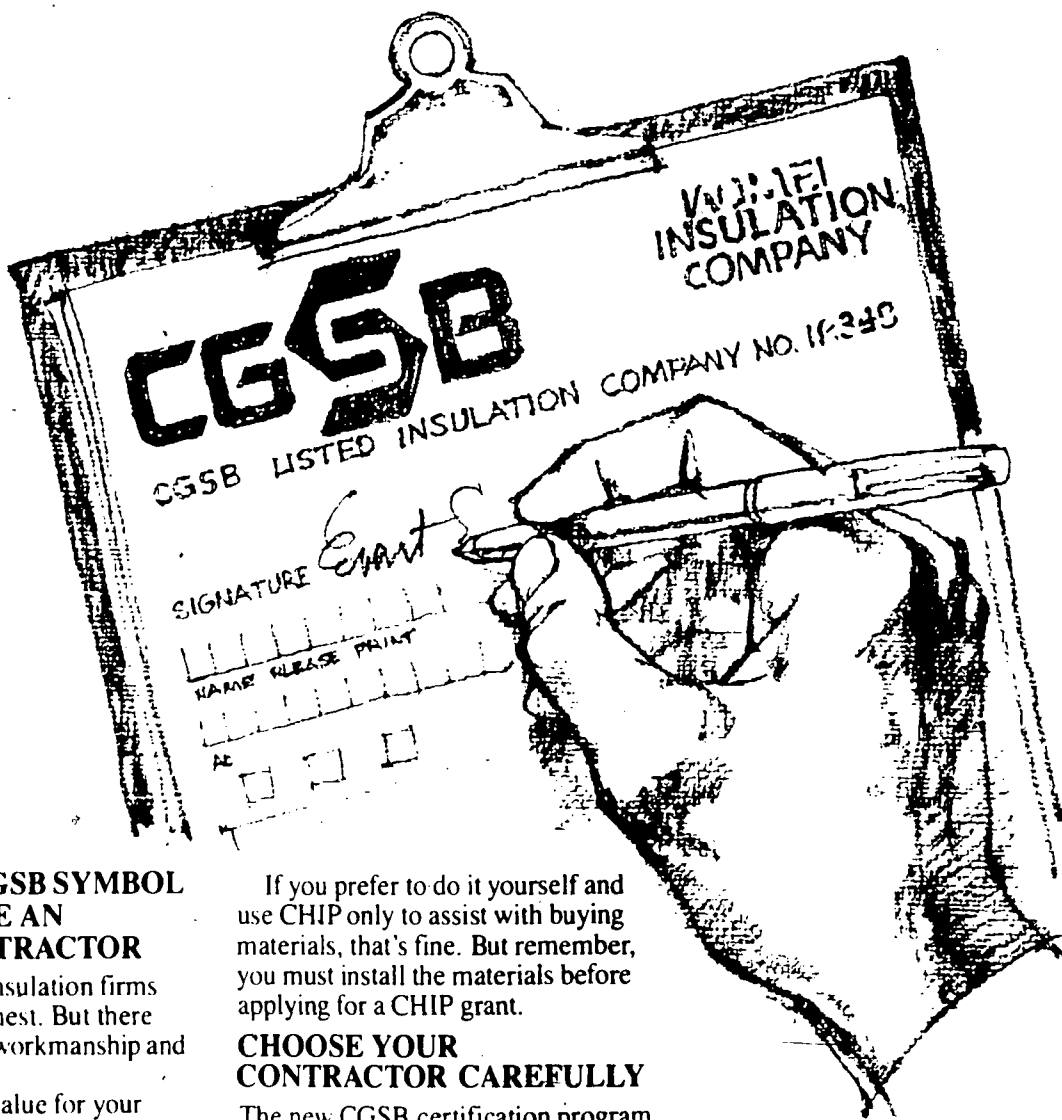 INSULATION
COMPANY
CGSB
CGSB LISTED INSULATION COMPANY NO.
SIGNATURE
NAME PLEASE PRINT
GSB SYMBOL
E AN
TRACTOR
nsulation firms
nest. But there
workmanship and
alue for your
If you prefer to do it yourself and
use CHIP only to assist with buying
materials, that's fine. But remember,
you must install the materials before
applying for a CHIP grant.
CHOOSE YOUR
CONTRACTOR CAREFULLY
The new CGSB certification program